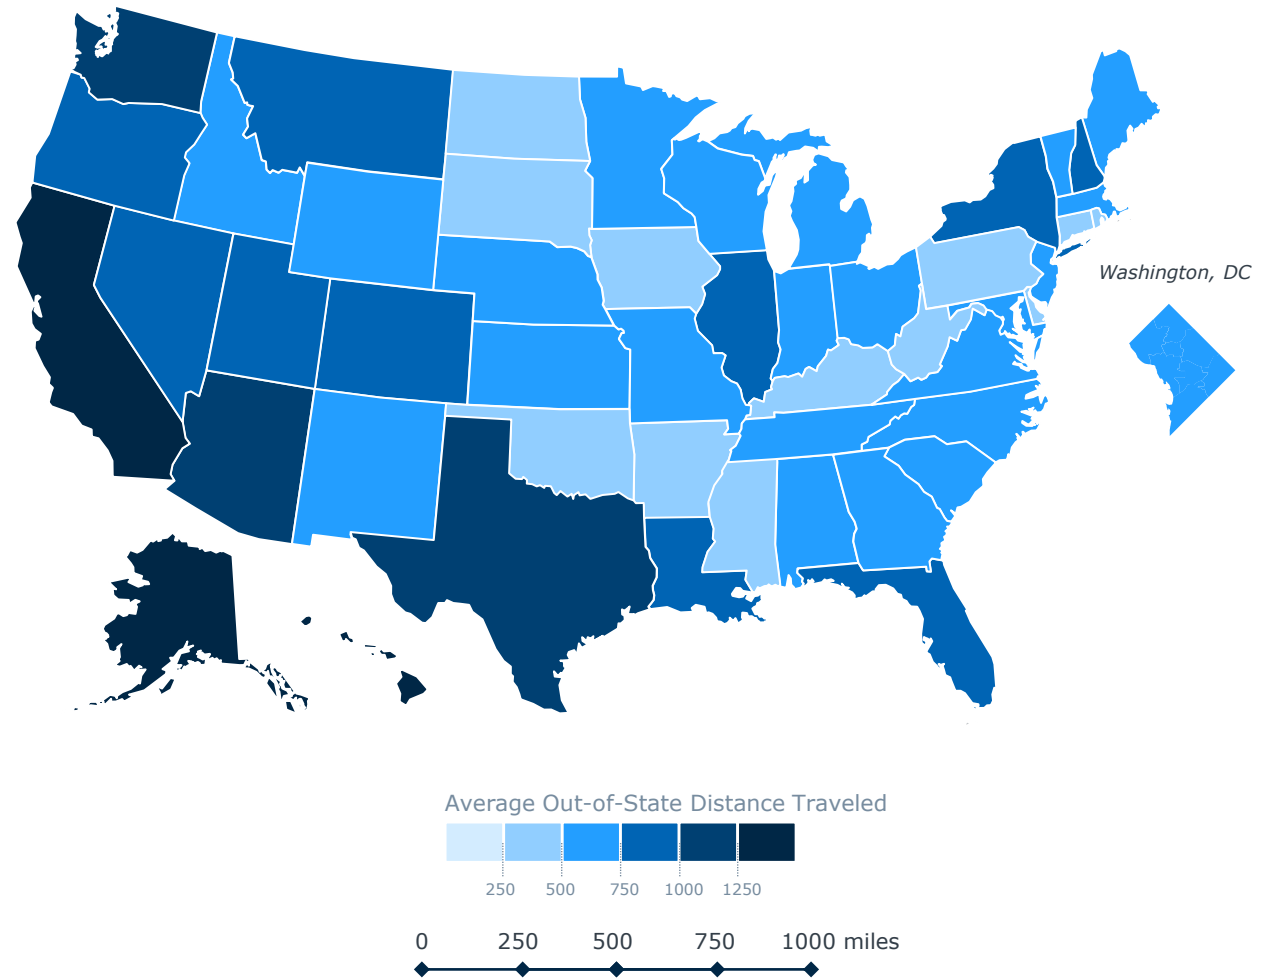 Washington, DC
Average Out-of-State Distance Traveled
250 500 750 1000 1250
0 250 500 750 1000 miles